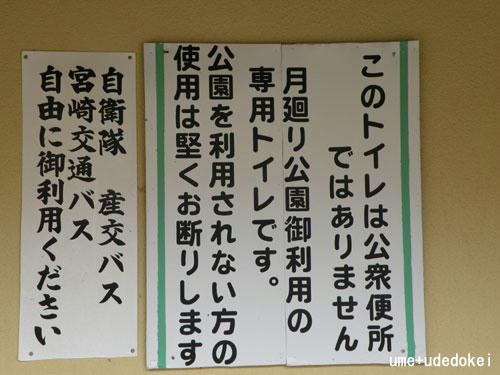 このトイレは公衆便所
ではありません
月廻り公園御利用の
専用トイレです。
公園を利用されない方の
使用は堅くお断りします
自衛隊 産交バス
宮崎交通バス
自由に御利用ください
ume+udedokei